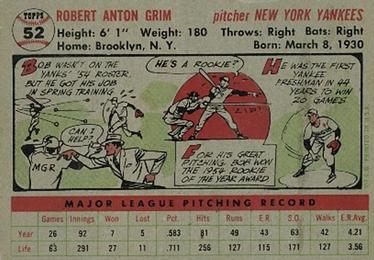 TOPPS
52
ROBERT ANTON GRIM
pitcher NEW YORK YANKEES
Height: 6' 1" Weight: 180
Throws: Right Bats: Right
Home: Brooklyn, N. Y.
Born: March 8, 1930
BOB WASN'T ON THE
YANKS' '54 ROSTER,
BUT HE GOT HIS JOB
IN SPRING TRAINING
CAN I
HELP?
MGR
HE'S A ROOKIE?
FOR HIS GREAT
PITCHING, BOB WON
THE 1954 ROOKIE
OF THE YEAR AWARD
HE WAS THE
FIRST YANKEE
FRESHMAN IN 44
YEARS TO WIN
20 GAMES
MAJOR LEAGUE PITCHING RECORD
Games Innings Won Lost Pct. Hits Runs E.R. S.O. Walks E.R.Avg.
Year 26 92 7 5 .583 81 49 43 63 42 4.21
Life 63 291 27 11 .711 256 127 115 171 127 3.56